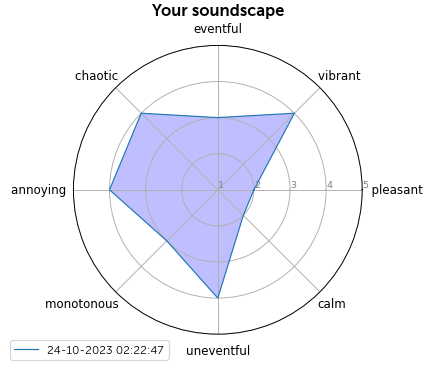 Your soundscape
eventful
chaotic
vibrant
annoying
1 2 3 4 5
pleasant
monotonous
calm
uneventful
24-10-2023 02:22:47